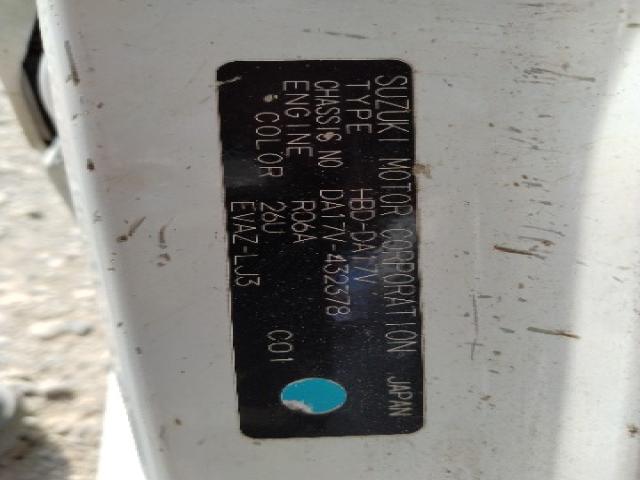 SUZUKI MOTOR CORPORATION JAPAN
TYPE HBD-DA17V
CHASSIS NO. DA17V-432378
ENGINE R06A
COLOR 26U C01
EVAZ-LJ3